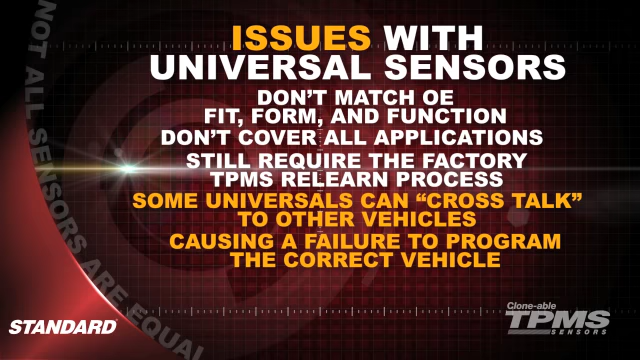 ISSUES WITH
UNIVERSAL SENSORS
DON'T MATCH OE
FIT, FORM, AND FUNCTION
DON'T COVER ALL APPLICATIONS
STILL REQUIRE THE FACTORY
TPMS RELEARN PROCESS
SOME UNIVERSALS CAN “CROSS TALK”
TO OTHER VEHICLES
CAUSING A FAILURE TO PROGRAM
THE CORRECT VEHICLE
NOT ALL SENSORS ARE EQUAL
STANDARD®
Clone-able
TPMS
SENSORS